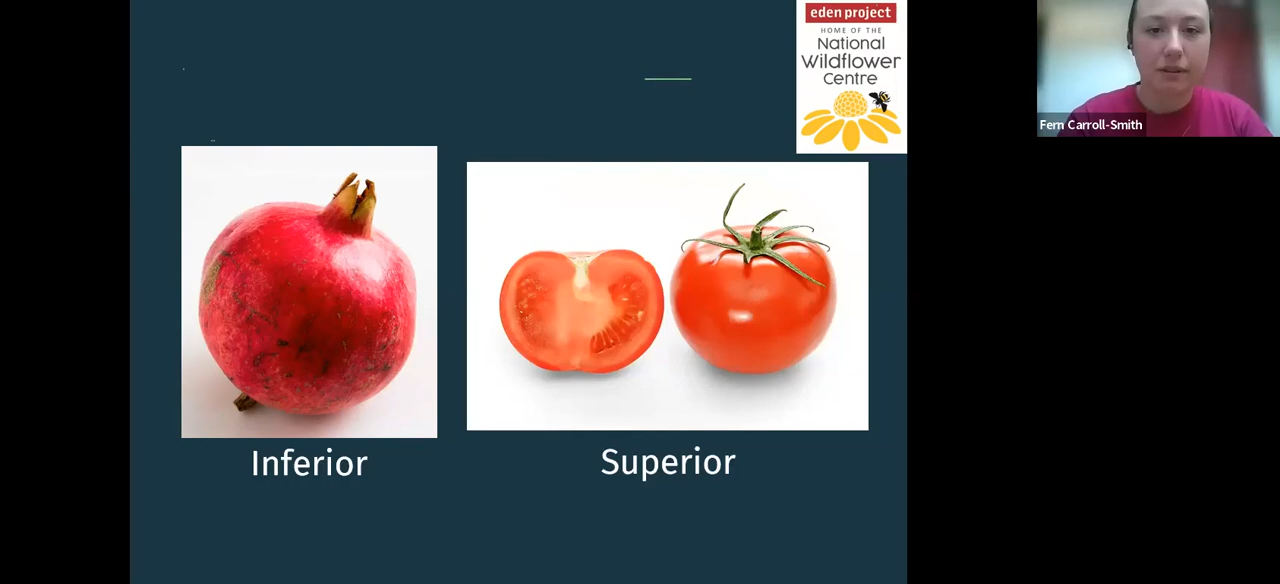 eden project
HOME OF THE
National
Wildflower
Centre
Fern Carroll-Smith
Inferior
Superior